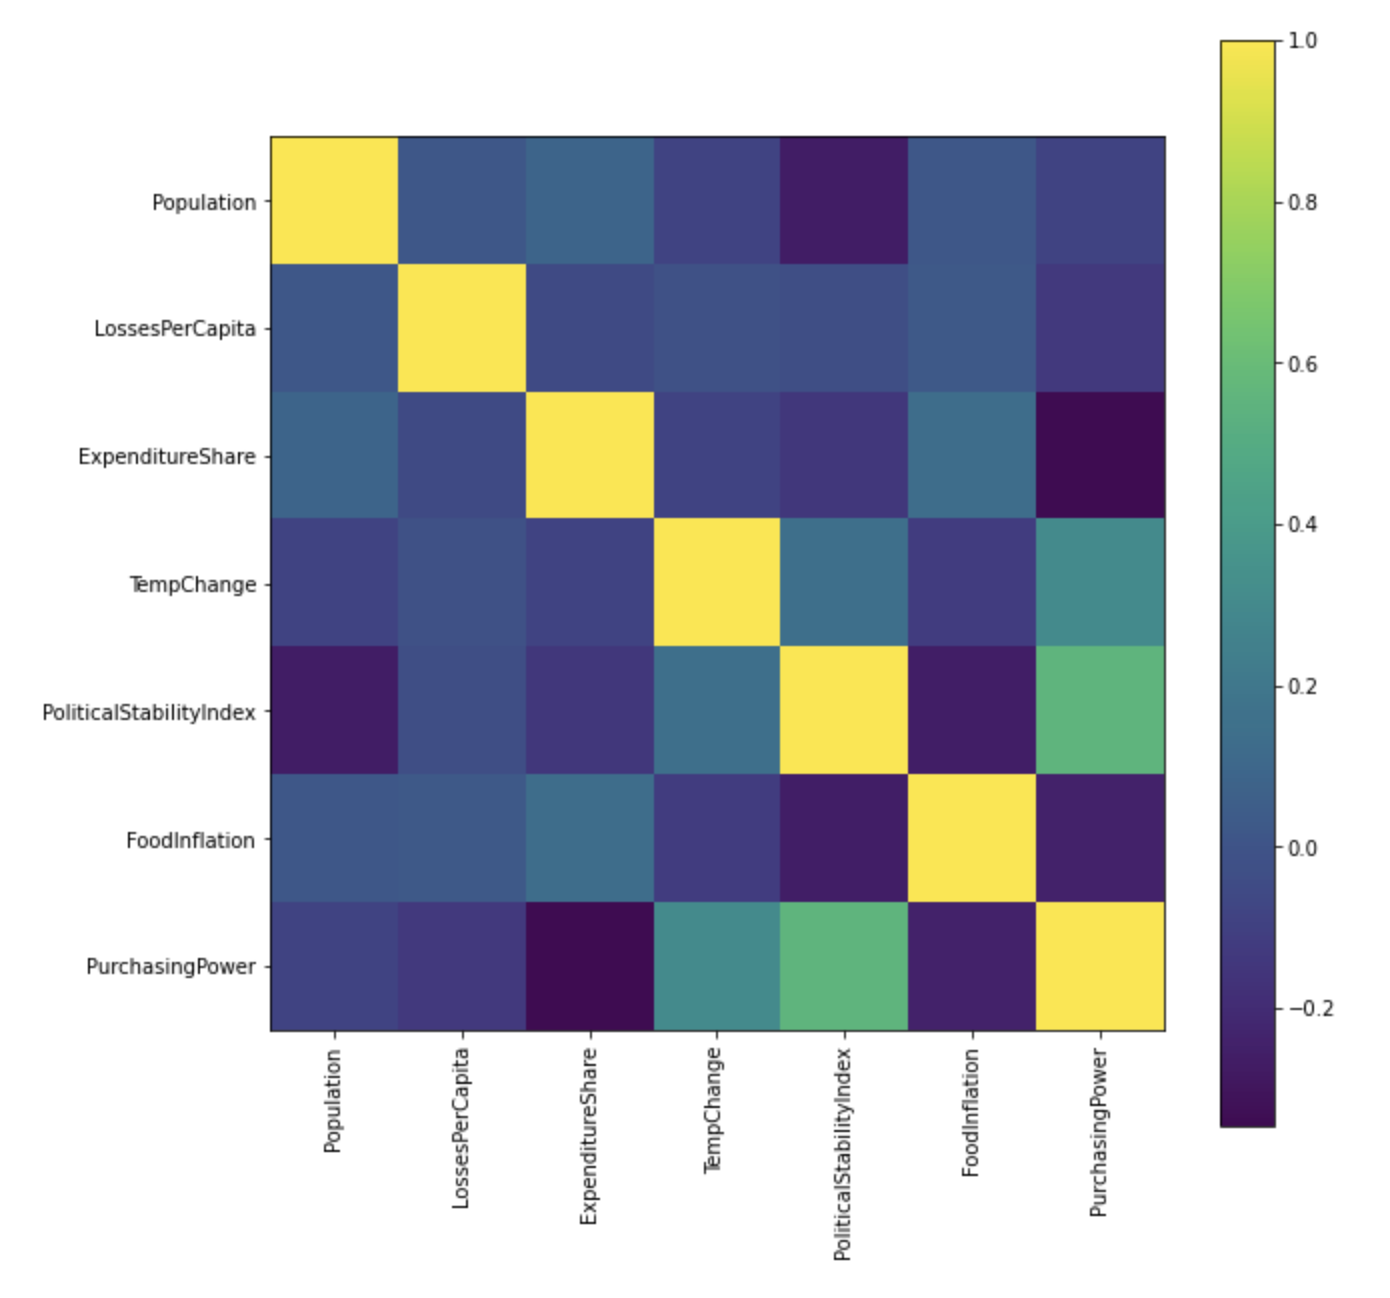 1.0
0.8
0.6
0.4
0.2
0.0
−0.2
Population
LossesPerCapita
ExpenditureShare
TempChange
PoliticalStabilityIndex
FoodInflation
PurchasingPower
Population
LossesPerCapita
ExpenditureShare
TempChange
PoliticalStabilityIndex
FoodInflation
PurchasingPower